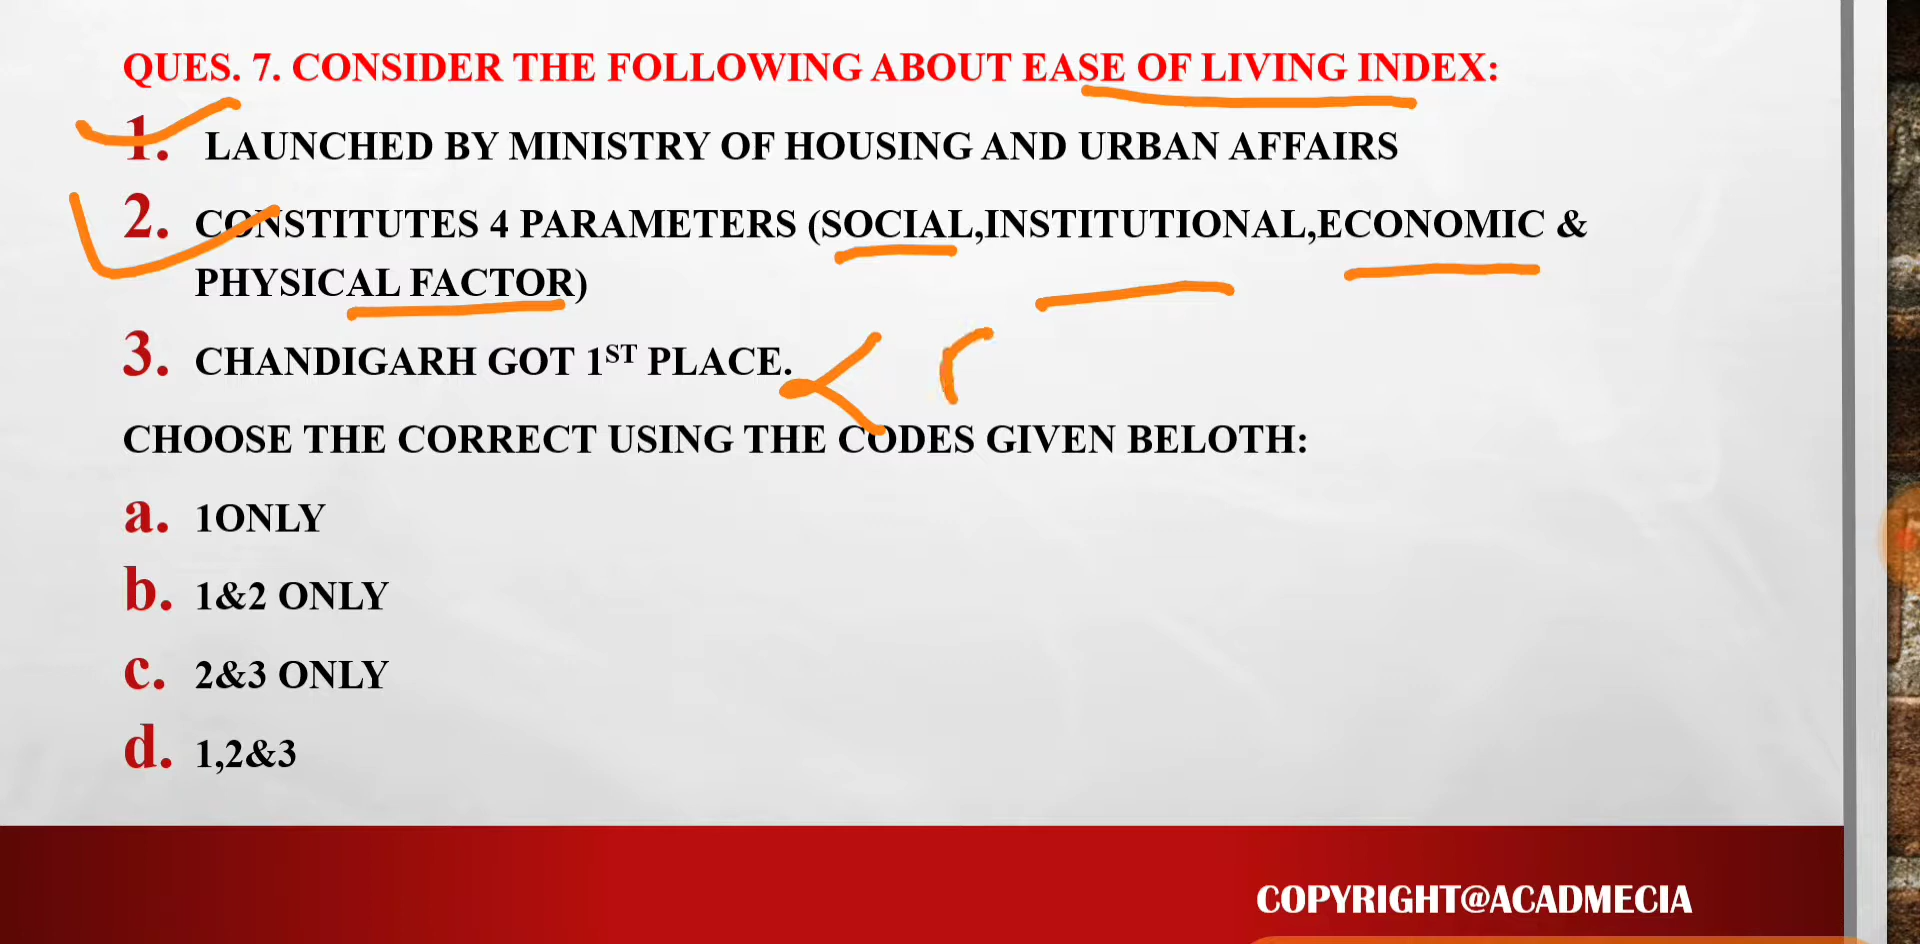 QUES. 7. CONSIDER THE FOLLOWING ABOUT EASE OF LIVING INDEX:
1. LAUNCHED BY MINISTRY OF HOUSING AND URBAN AFFAIRS
2. CONSTITUTES 4 PARAMETERS (SOCIAL,INSTITUTIONAL,ECONOMIC &
PHYSICAL FACTOR)
3. CHANDIGARH GOT 1ST PLACE.
CHOOSE THE CORRECT USING THE CODES GIVEN BELOTH:
a. 1ONLY
b. 1&2 ONLY
c. 2&3 ONLY
d. 1,2&3
COPYRIGHT@ACADMECIA